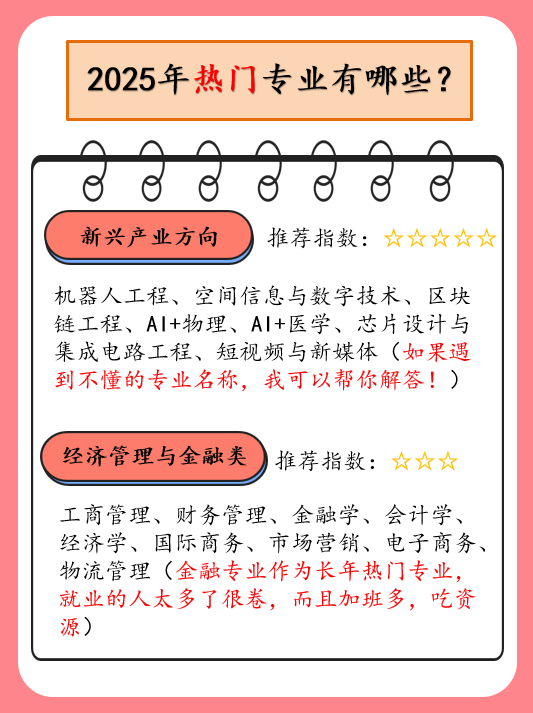 2025年热门专业有哪些?
新兴产业方向
推荐指数：☆☆☆☆☆
机器人工程、空间信息与数字技术、区块
链工程、AI+物理、AI+医学、芯片设计与
集成电路工程、短视频与新媒体（如果遇
到不懂的专业名称，我可以帮你解答！）
经济管理与金融类
推荐指数：☆☆☆
工商管理、财务管理、金融学、会计学、
经济学、国际商务、市场营销、电子商务、
物流管理（金融专业作为长年热门专业，
就业的人太多了很卷，而且加班多，吃资
源）